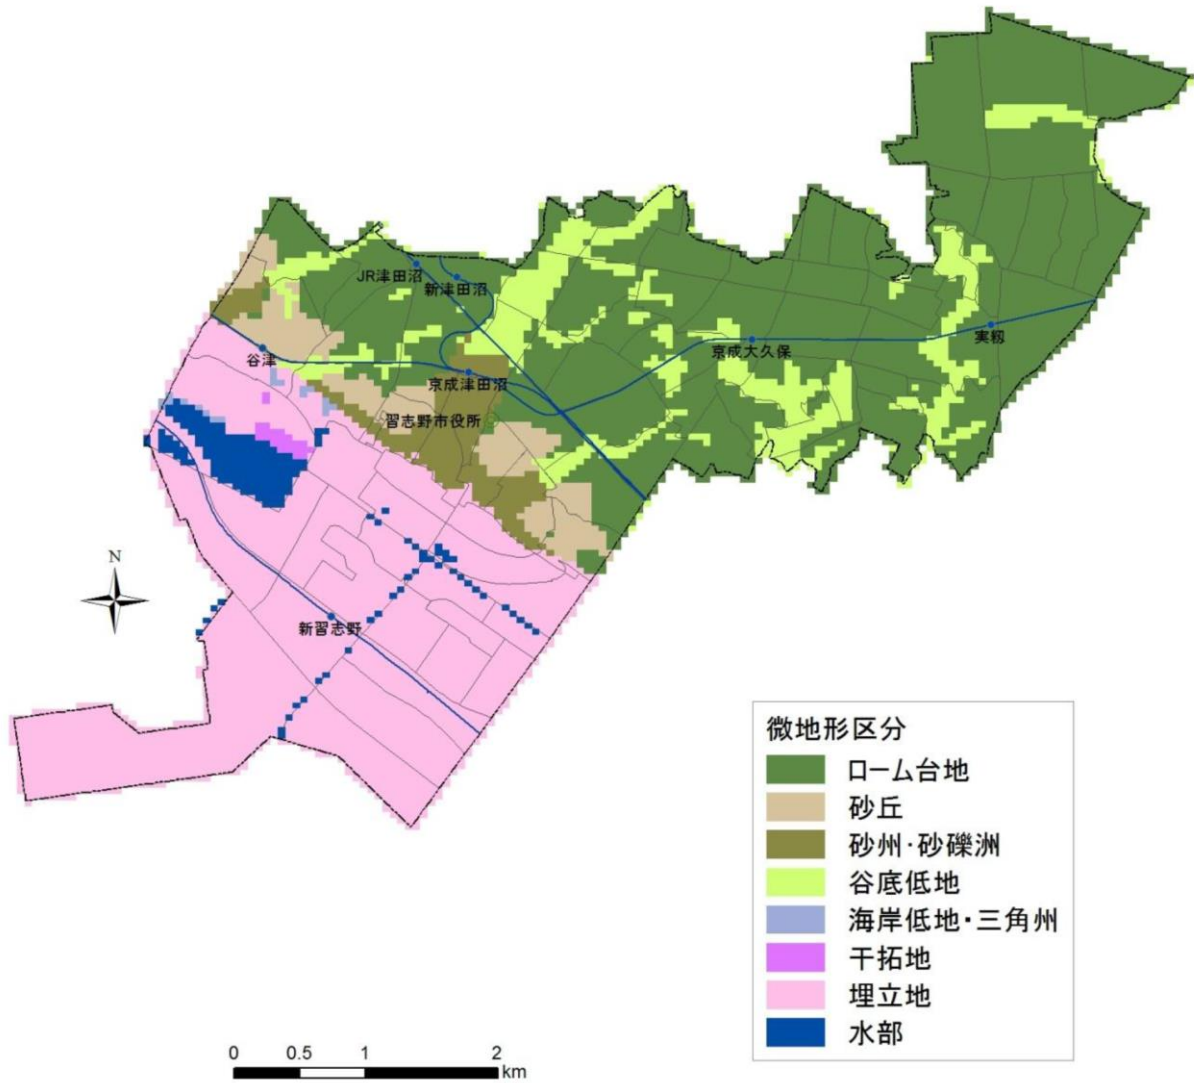 JR津田沼
新津田沼
谷津
京成津田沼
京成大久保
実籾
習志野市役所
N
新習志野
微地形区分
ローム台地
砂丘
砂州・砂礫洲
谷底低地
海岸低地・三角州
干拓地
埋立地
水部
0 0.5 1 2
km